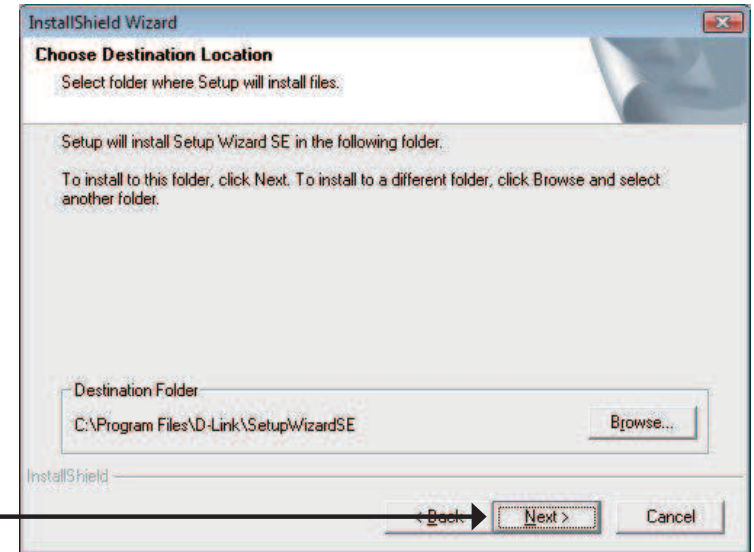 InstallShield Wizard
Choose Destination Location
Select folder where Setup will install files.
Setup will install Setup Wizard SE in the following folder.
To install to this folder, click Next. To install to a different folder, click Browse and select
another folder.
Destination Folder
C:\Program Files\D-Link\SetupWizardSE
Browse...
InstallShield
< Back
Next >
Cancel